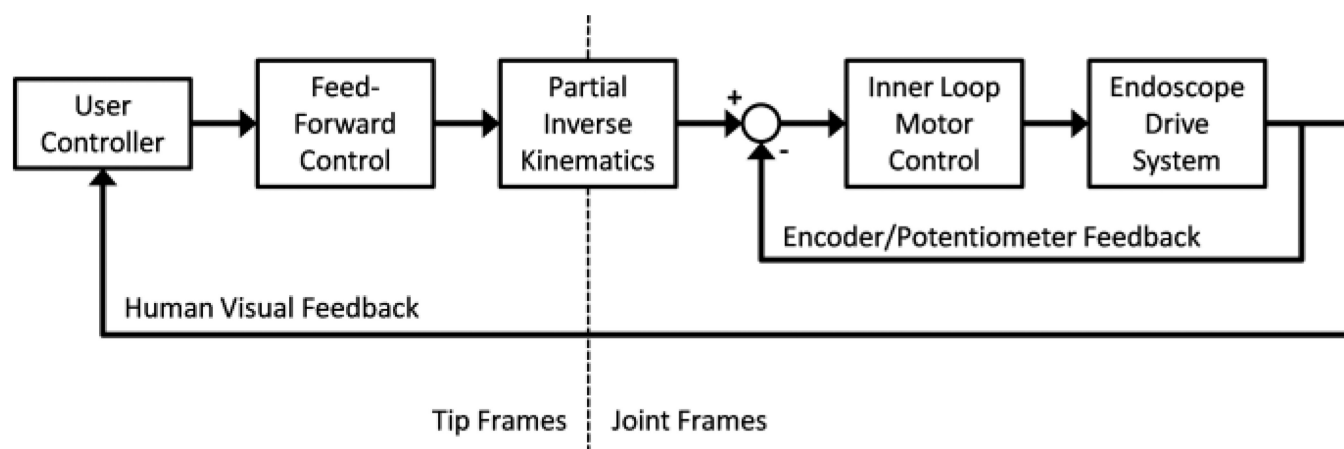 User
Controller
Feed-
Forward
Control
Partial
Inverse
Kinematics
+
-
Inner Loop
Motor
Control
Endoscope
Drive
System
Encoder/Potentiometer Feedback
Human Visual Feedback
Tip Frames
Joint Frames